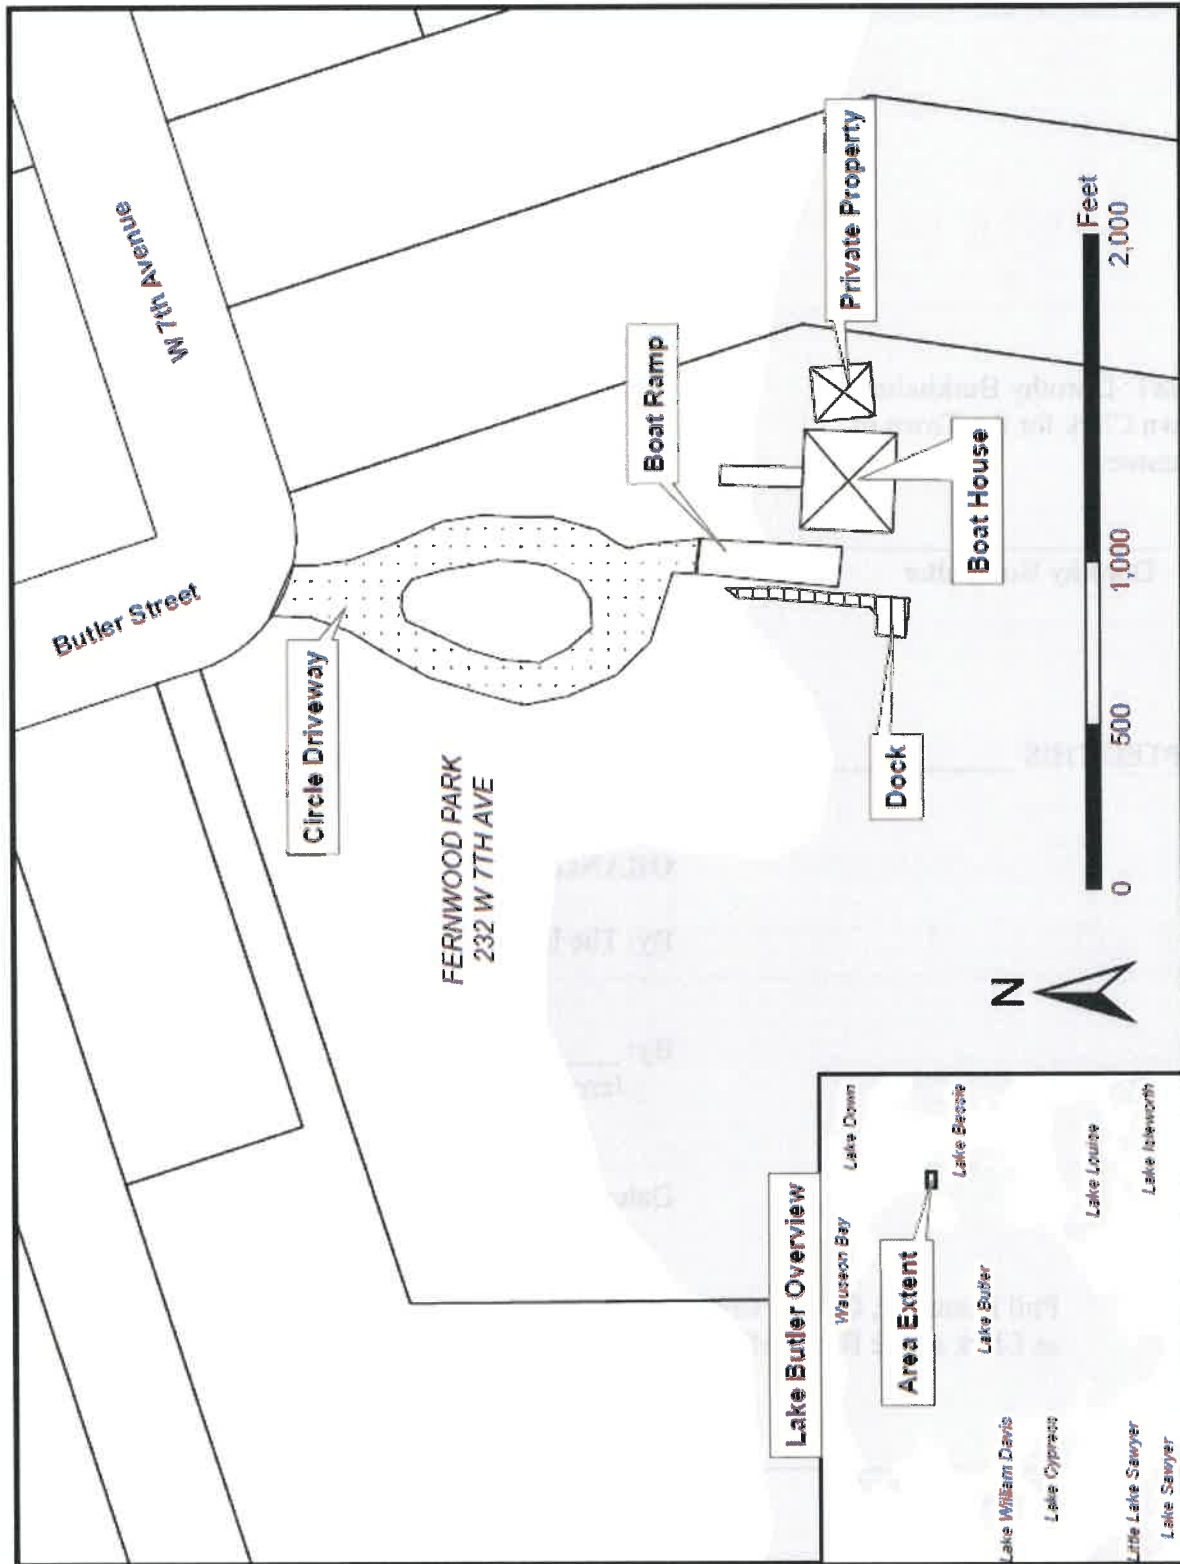 W 7th Avenue
Butler Street
Circle Driveway
FERNWOOD PARK
232 W 7TH AVE
Boat Ramp
Private Property
Boat House
Dock
N
0 500 1,000 2,000
Feet
Lake Butler Overview
Lake Down
Wauseon Bay
Area Extent
Lake Bessie
Lake Butler
Lake William Davis
Lake Cypress
Lake Louise
Lake Isleworth
Little Lake Sawyer
Lake Sawyer